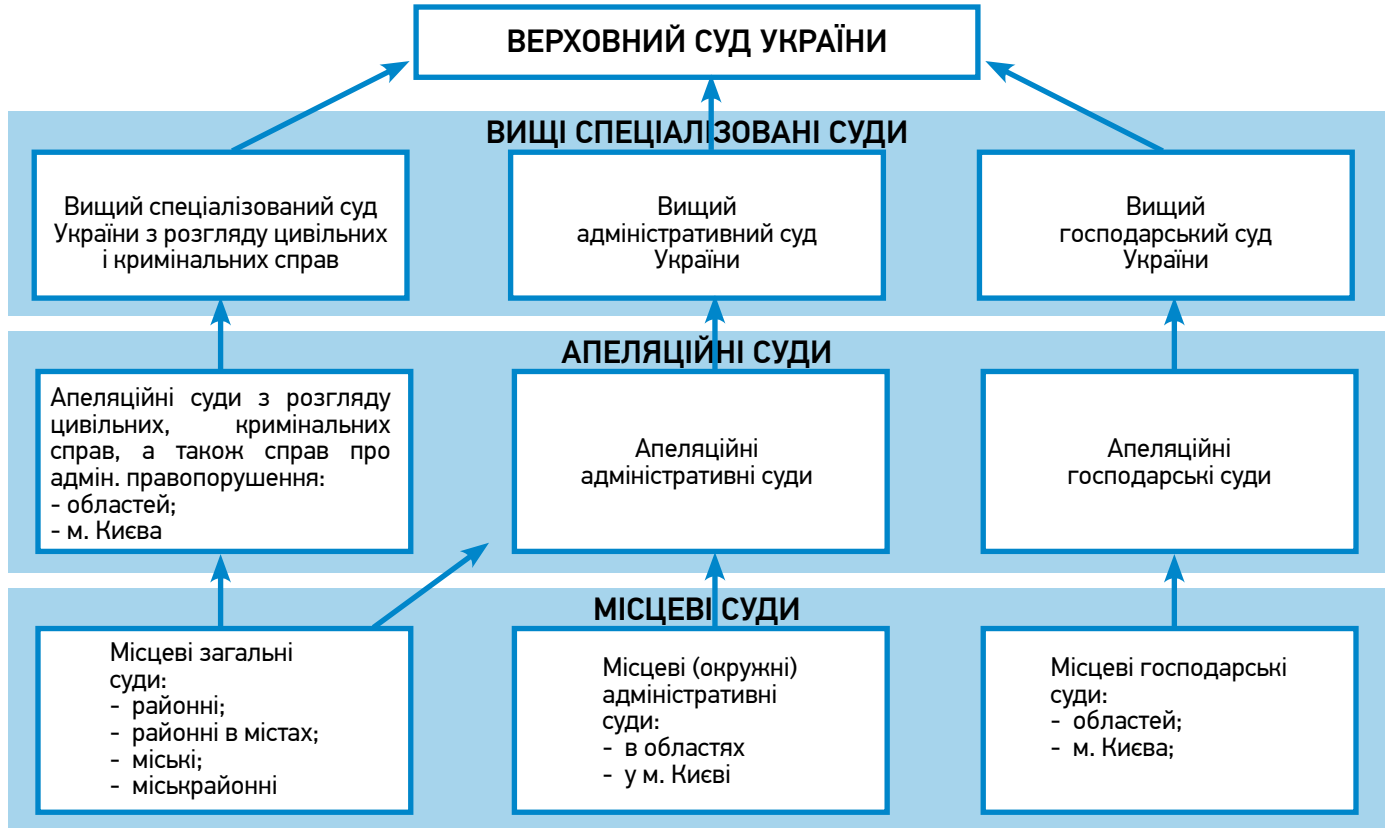 ВЕРХОВНИЙ СУД УКРАЇНИ
ВИЩІ СПЕЦІАЛІЗОВАНІ СУДИ
Вищий спеціалізований суд
України з розгляду цивільних
і кримінальних справ
Вищий
адміністративний суд
України
Вищий
господарський суд
України
АПЕЛЯЦІЙНІ СУДИ
Апеляційні суди з розгляду
цивільних, кримінальних
справ, а також справ про
адмін. правопорушення:
- областей;
- м. Києва
Апеляційні
адміністративні суди
Апеляційні
господарські суди
МІСЦЕВІ СУДИ
Місцеві загальні
суди:
- районні;
- районні в містах;
- міські;
- міськрайонні
Місцеві (окружні)
адміністративні
суди:
- в областях
- у м. Києві
Місцеві господарські
суди:
- областей;
- м. Києва;